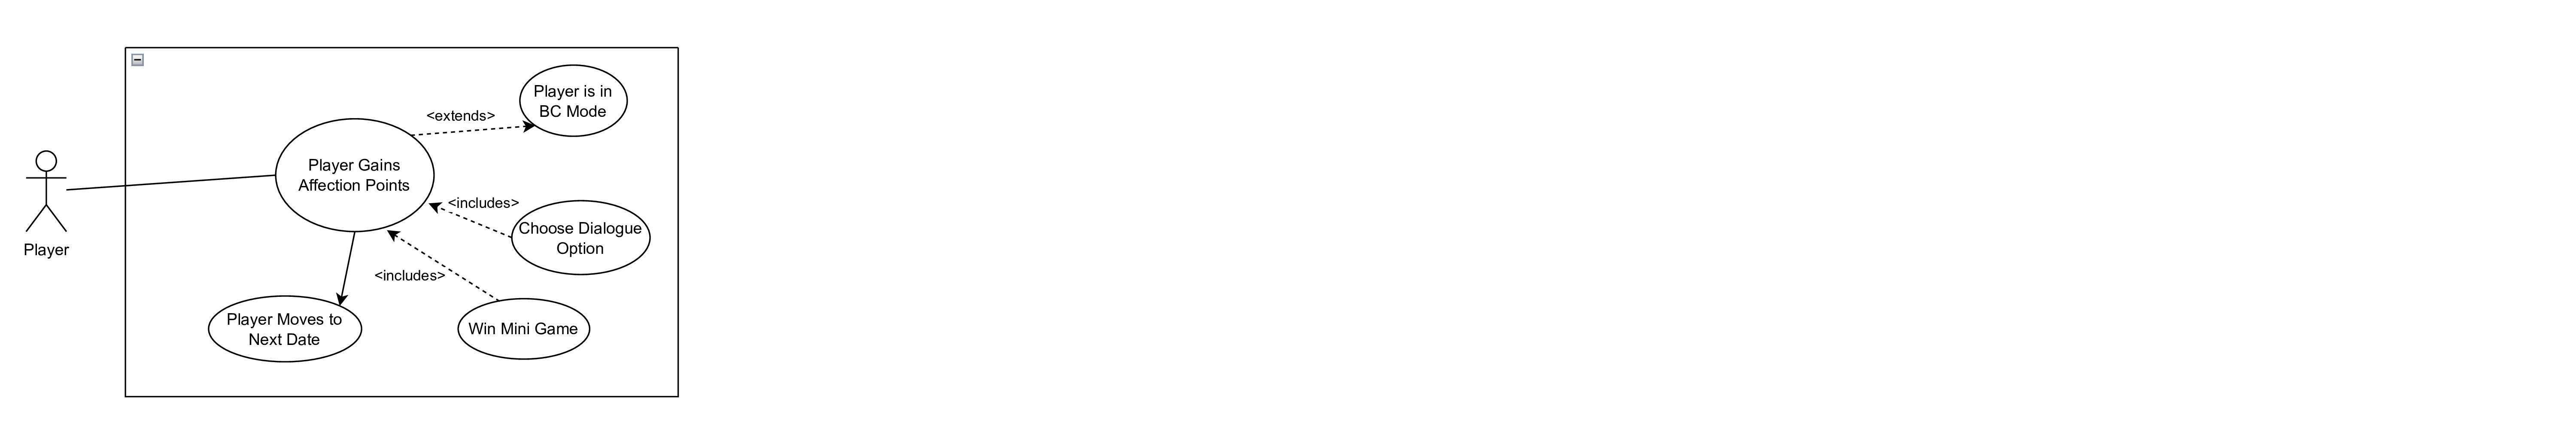 Player is in
BC Mode
<extends>
Player Gains
Affection Points
<includes>
Choose Dialogue
Option
Player
<includes>
Player Moves to
Next Date
Win Mini Game